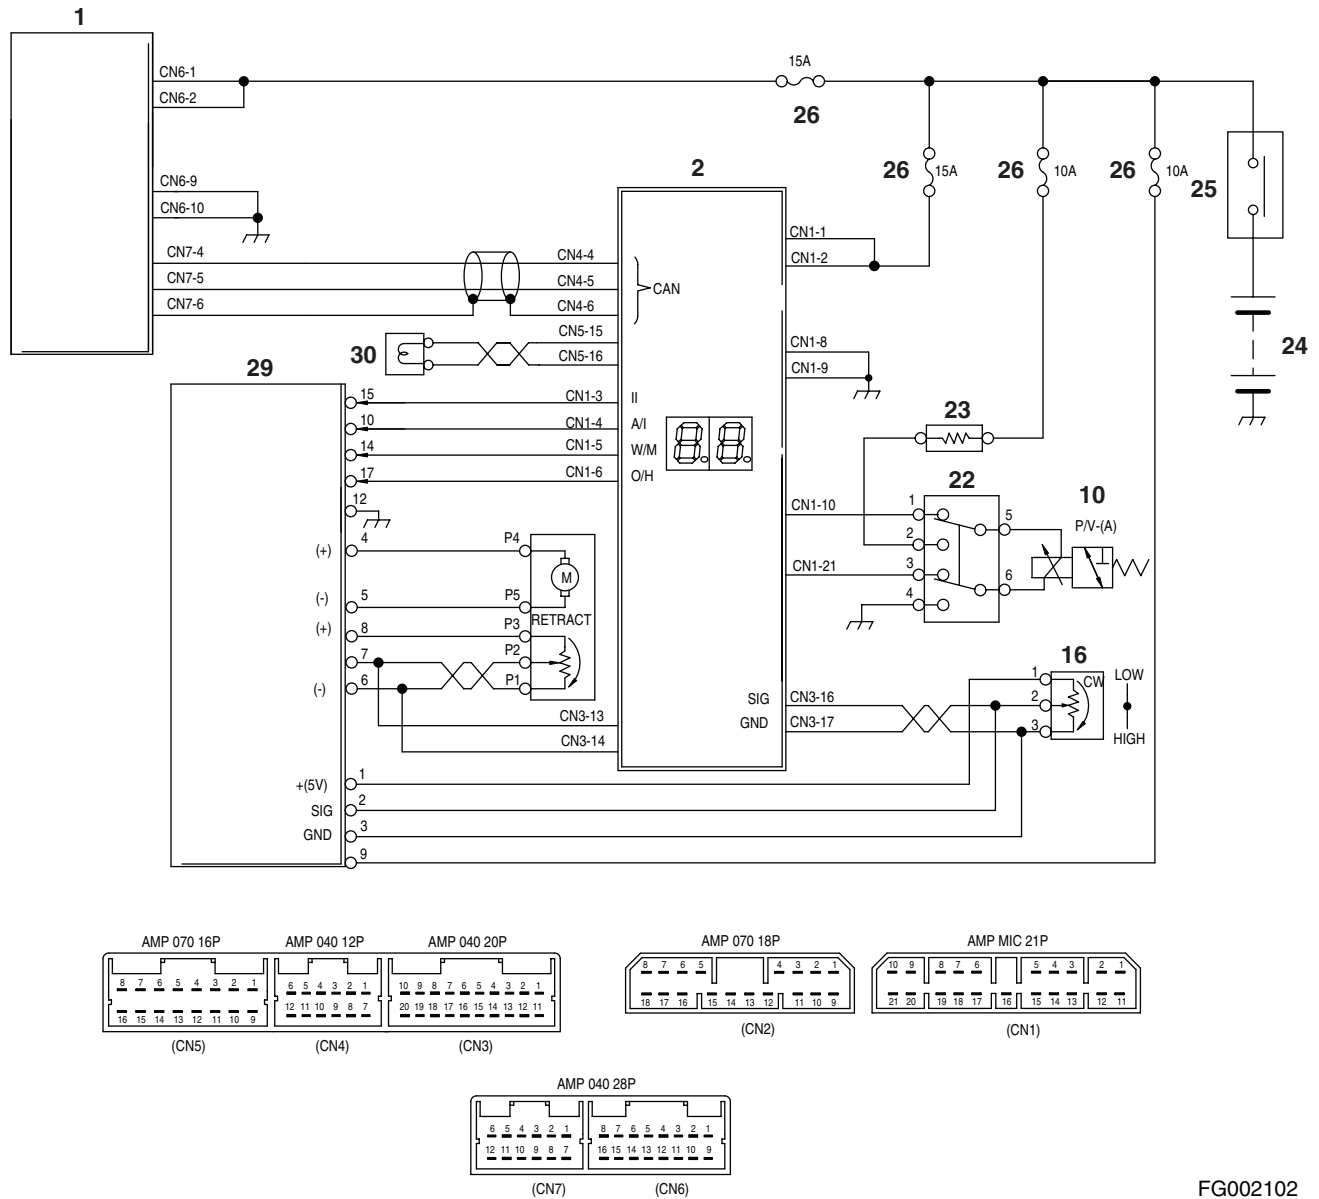 1
CN6-1
CN6-2
15A
26
2
26 15A
26 10A
26 10A
25
CN6-9
CN6-10
CN7-4
CN7-5
CN7-6
CN4-4
CN4-5
CN4-6
CAN
CN5-15
CN5-16
30
CN1-1
CN1-2
CN1-8
CN1-9
24
29
15
10
14
17
12
CN1-3
CN1-4
CN1-5
CN1-6
II
A/I
W/M
O/H
23
22
10
P/V-(A)
CN1-10
CN1-21
1
2
3
4
5
6
(+)
4
(-)
5
(+)
8
7
(-)
6
P4
M
P5
RETRACT
P3
P2
P1
CN3-13
CN3-14
SIG
GND
CN3-16
CN3-17
16
1
2
3
CW
LOW
HIGH
+(5V)
1
SIG
2
GND
3
9
AMP 070 16P
AMP 040 12P
AMP 040 20P
8 7 6 5 4 3 2 1
16 15 14 13 12 11 10 9
6 5 4 3 2 1
12 11 10 9 8 7
10 9 8 7 6 5 4 3 2 1
20 19 18 17 16 15 14 13 12 11
(CN5)
(CN4)
(CN3)
AMP 070 18P
8 7 6 5 4 3 2 1
18 17 16 15 14 13 12 11 10 9
(CN2)
AMP MIC 21P
10 9 8 7 6 5 4 3 2 1
21 20 19 18 17 16 15 14 13 12 11
(CN1)
AMP 040 28P
6 5 4 3 2 1
12 11 10 9 8 7
8 7 6 5 4 3 2 1
16 15 14 13 12 11 10 9
(CN7)
(CN6)
FG002102